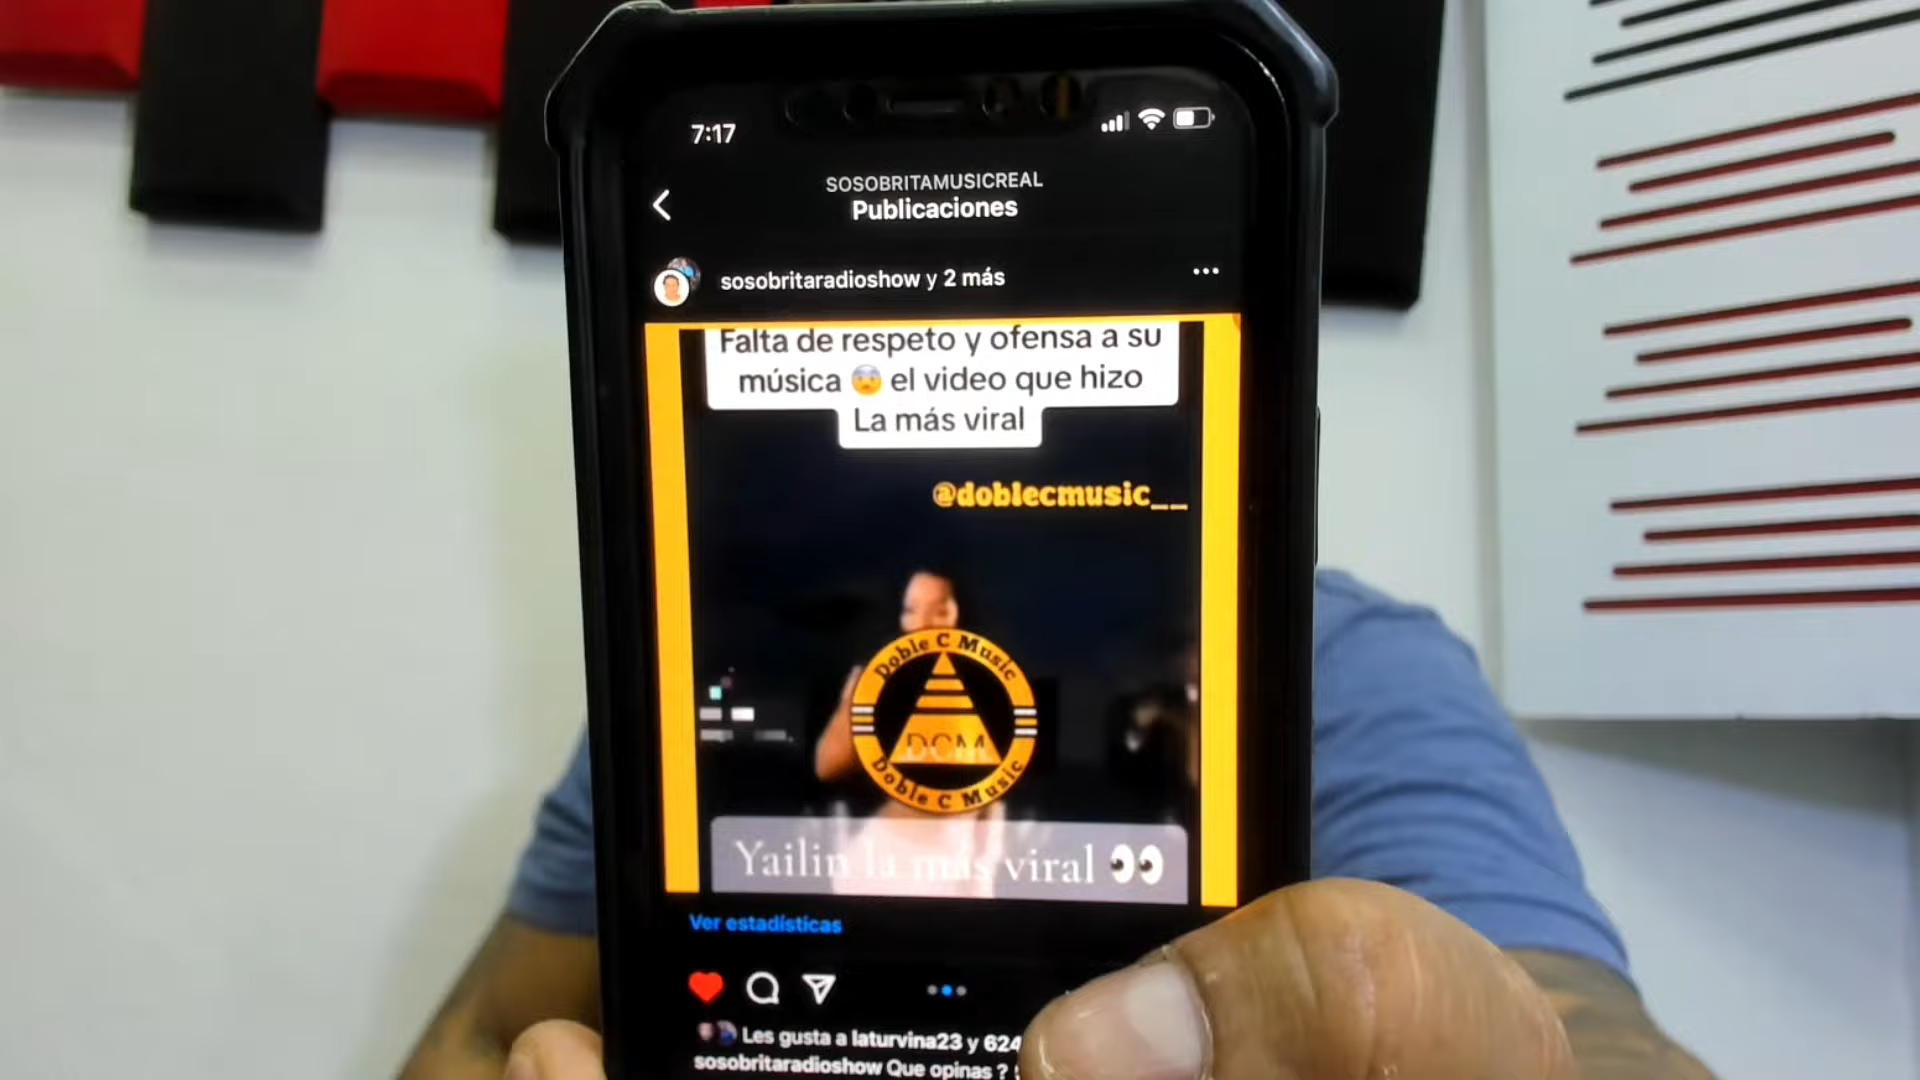 7:17
SOSOBRITAMUSICREAL
Publicaciones
sosobritaradioshow y 2 más
Falta de respeto y ofensa a su
música 😨 el video que hizo
La más viral
@doblecmusic__
Doble C Music
DCM
Doble C Music
Yailin la más viral 👀
Ver estadísticas
Les gusta a laturvina23 y 624
sosobritaradioshow Que opinas ?